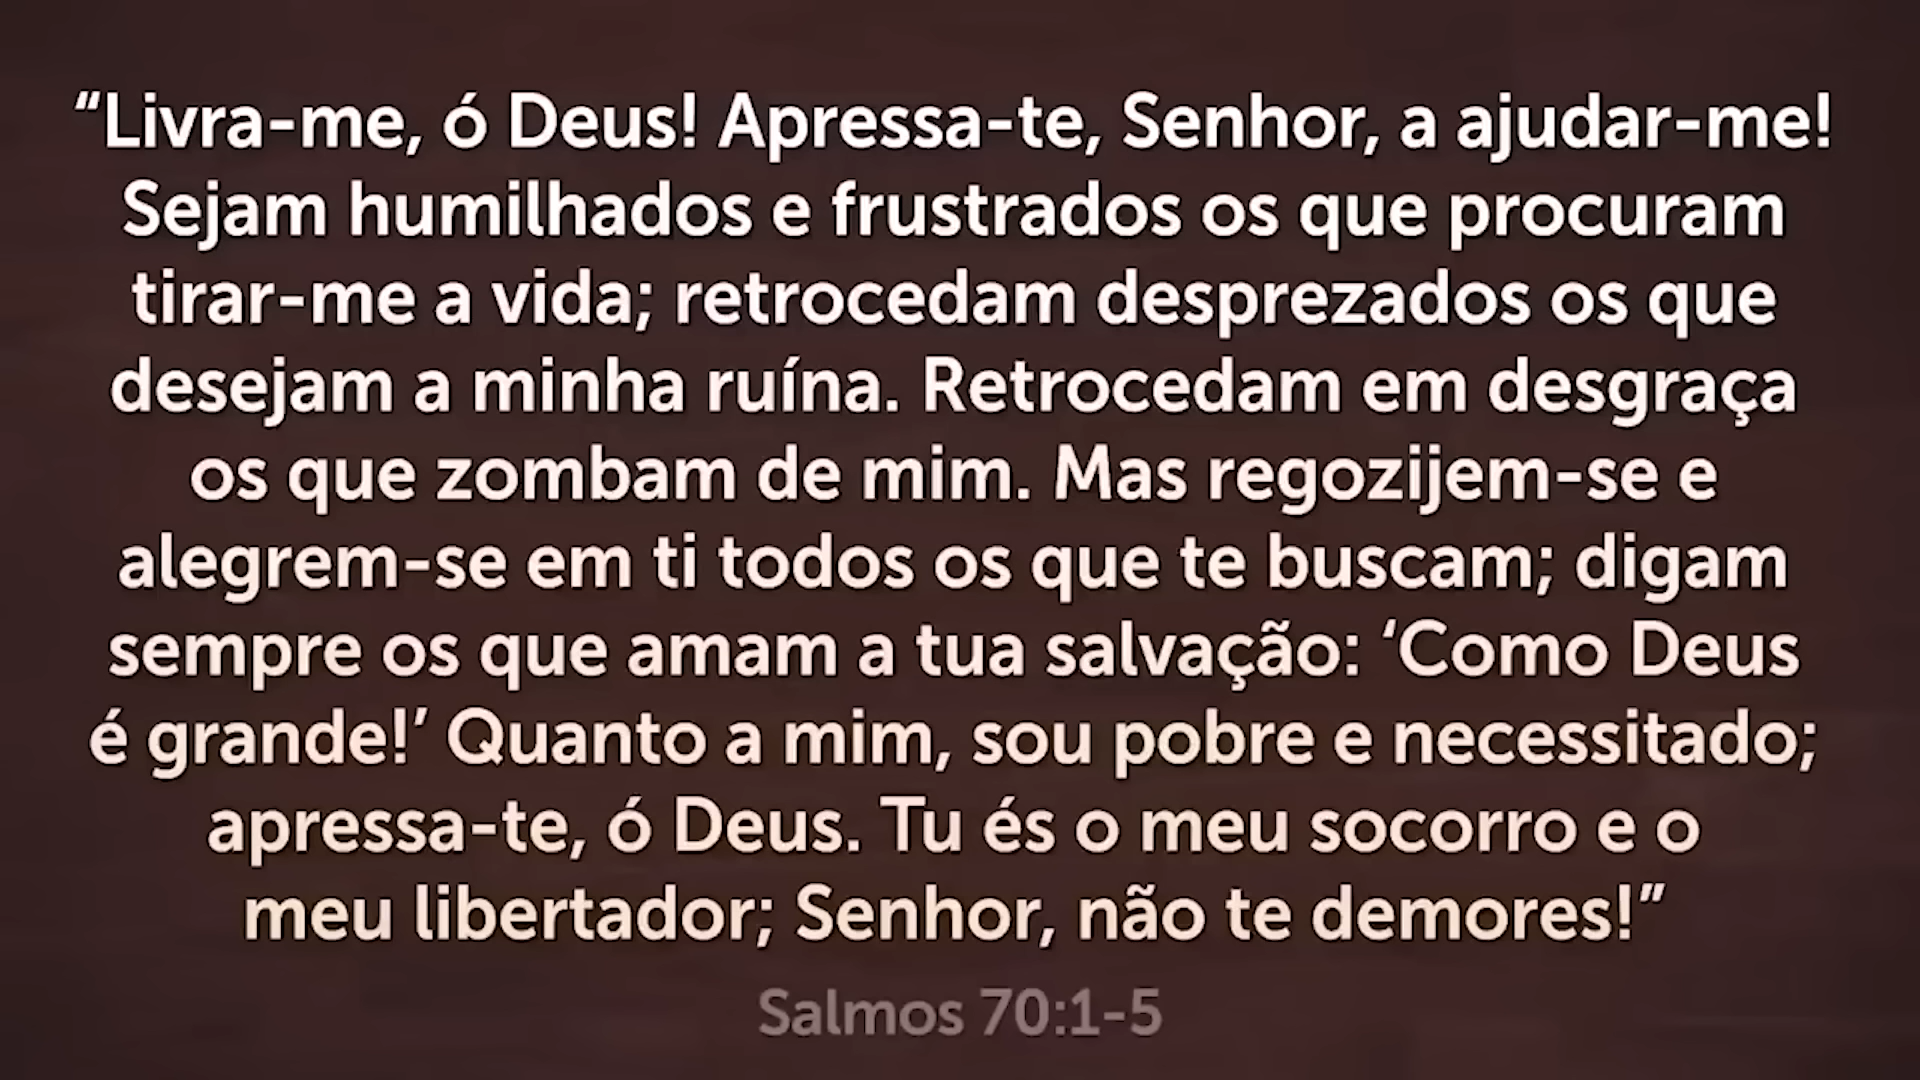 “Livra-me, ó Deus! Apressa-te, Senhor, a ajudar-me!
Sejam humilhados e frustrados os que procuram
tirar-me a vida; retrocedam desprezados os que
desejam a minha ruína. Retrocedam em desgraça
os que zombam de mim. Mas regozijem-se e
alegrem-se em ti todos os que te buscam; digam
sempre os que amam a tua salvação: ‘Como Deus
é grande!’ Quanto a mim, sou pobre e necessitado;
apressa-te, ó Deus. Tu és o meu socorro e o
meu libertador; Senhor, não te demores!”
Salmos 70:1-5